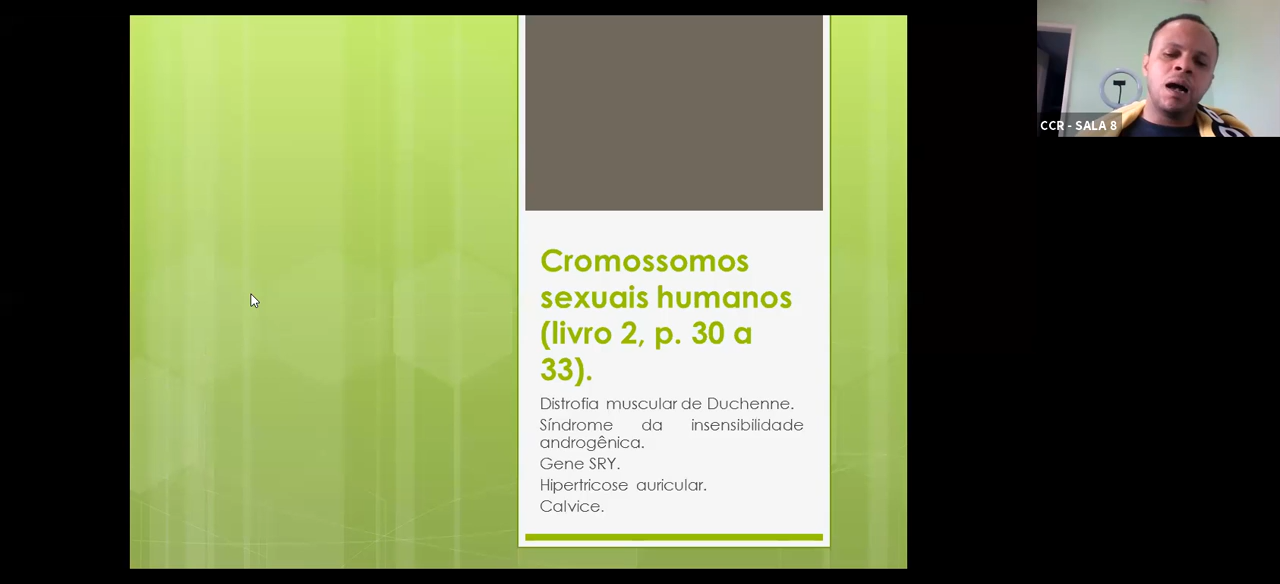 Cromossomos
sexuais humanos
(livro 2, p. 30 a
33).
Distrofia muscular de Duchenne.
Síndrome da insensibilidade
androgênica.
Gene SRY.
Hipertricose auricular.
Calvice.
CCR - SALA 8